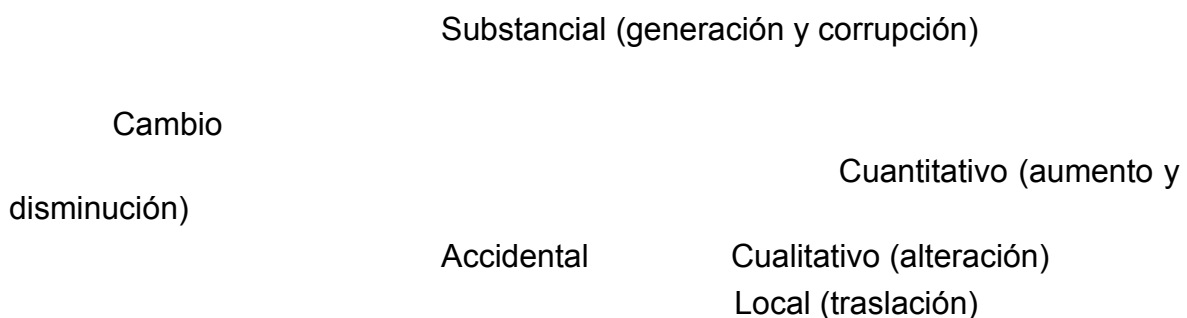 Substancial (generación y corrupción)
Cambio
Cuantitativo (aumento y
disminución)
Accidental Cualitativo (alteración)
Local (traslación)